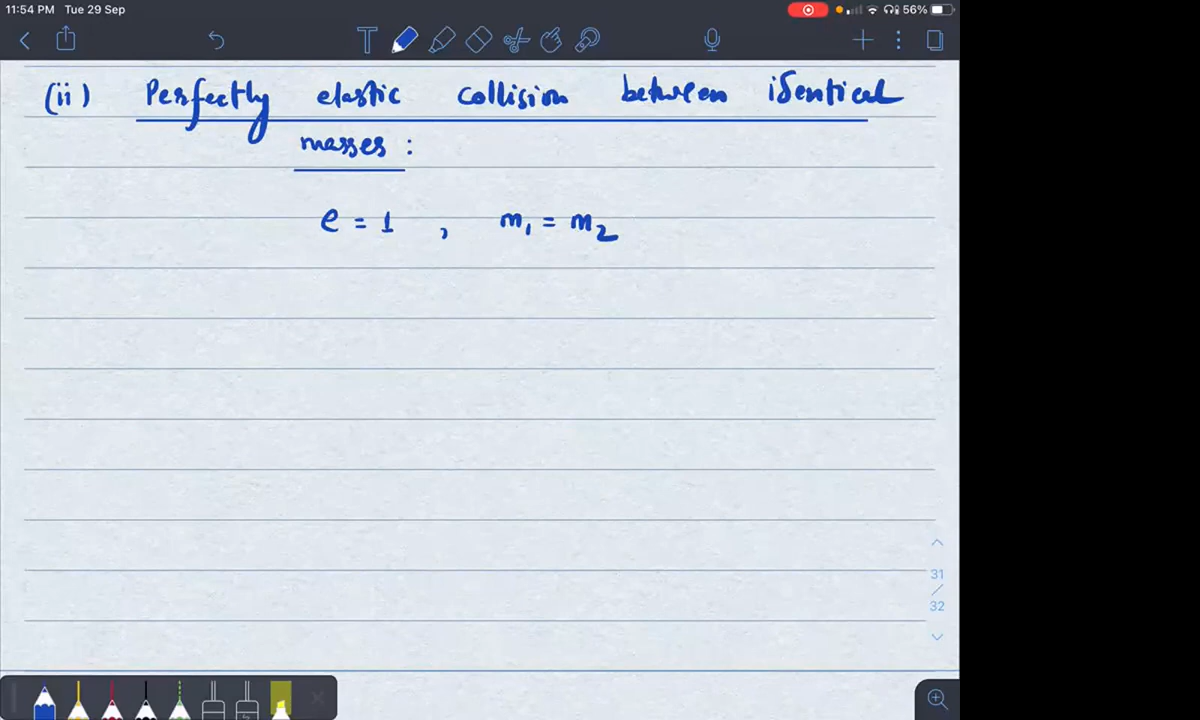 11:54 PM Tue 29 Sep 56%
(ii) Perfectly elastic collision between identical
masses :
e = 1 , m₁ = m₂
31
/
32